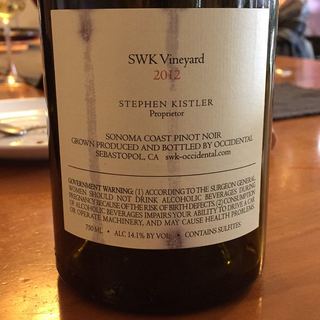 SWK Vineyard
2012
STEPHEN KISTLER
Proprietor
SONOMA COAST PINOT NOIR
GROWN PRODUCED AND BOTTLED BY OCCIDENTAL
SEBASTOPOL, CA swk-occidental.com
GOVERNMENT WARNING: (1) ACCORDING TO THE SURGEON GENERAL,
WOMEN SHOULD NOT DRINK ALCOHOLIC BEVERAGES DURING
PREGNANCY BECAUSE OF THE RISK OF BIRTH DEFECTS. (2) CONSUMPTION
OF ALCOHOLIC BEVERAGES IMPAIRS YOUR ABILITY TO DRIVE A CAR
OR OPERATE MACHINERY, AND MAY CAUSE HEALTH PROBLEMS.
750 ML • ALC 14.1% BY VOL • CONTAINS SULFITES